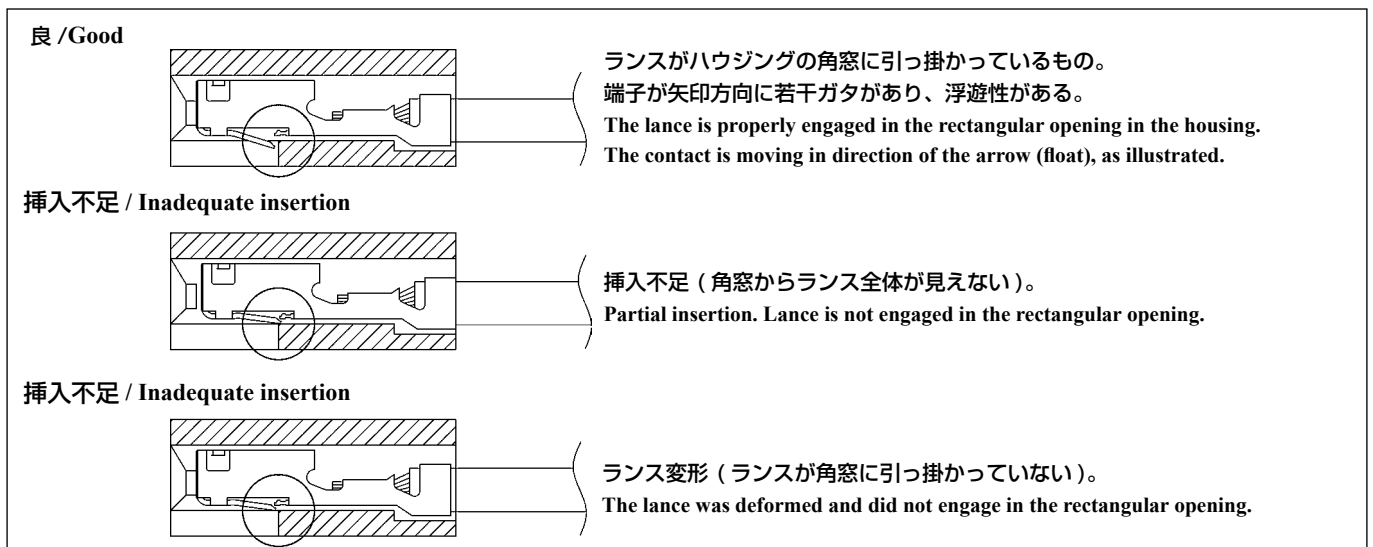 良 /Good
ランスがハウジングの角窓に引っ掛かっているもの。
端子が矢印方向に若干ガタがあり、浮遊性がある。
The lance is properly engaged in the rectangular opening in the housing.
The contact is moving in direction of the arrow (float), as illustrated.
挿入不足 / Inadequate insertion
挿入不足 ( 角窓からランス全体が見えない )。
Partial insertion. Lance is not engaged in the rectangular opening.
挿入不足 / Inadequate insertion
ランス変形 ( ランスが角窓に引っ掛かっていない )。
The lance was deformed and did not engage in the rectangular opening.